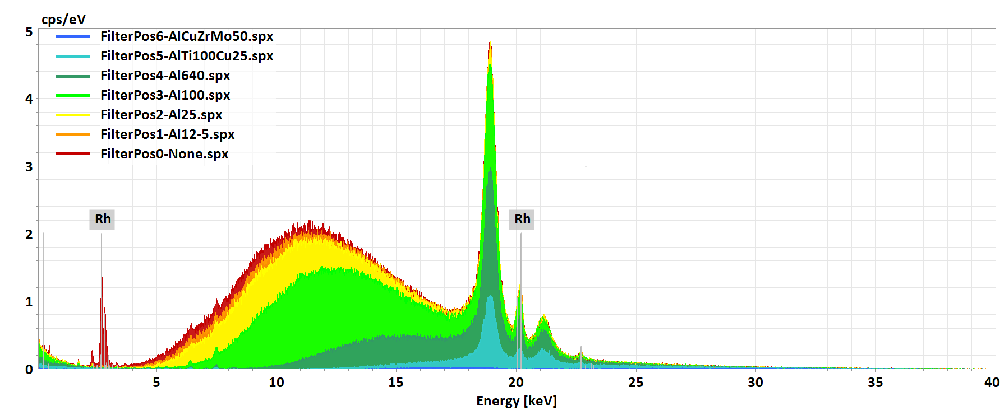 cps/eV
5
FilterPos6-AlCuZrMo50.spx
FilterPos5-AlTi100Cu25.spx
FilterPos4-Al640.spx
4
FilterPos3-Al100.spx
FilterPos2-Al25.spx
FilterPos1-Al12-5.spx
FilterPos0-None.spx
3
Rh Rh
2
1
0
5 10 15 20 25 30 35 40
Energy [keV]